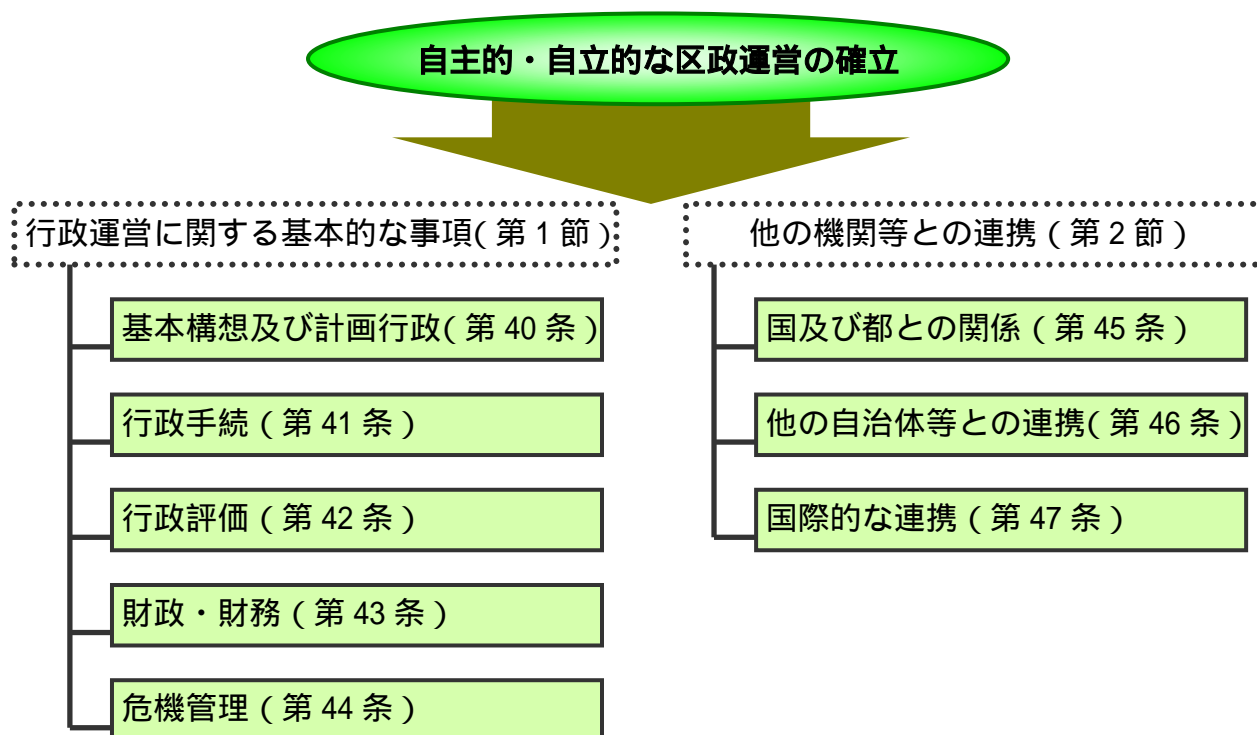 自主的・自立的な区政運営の確立
行政運営に関する基本的な事項(第1節)
基本構想及び計画行政(第40条)
行政手続(第41条)
行政評価(第42条)
財政・財務(第43条)
危機管理(第44条)
他の機関等との連携(第2節)
国及び都との関係(第45条)
他の自治体等との連携(第46条)
国際的な連携(第47条)